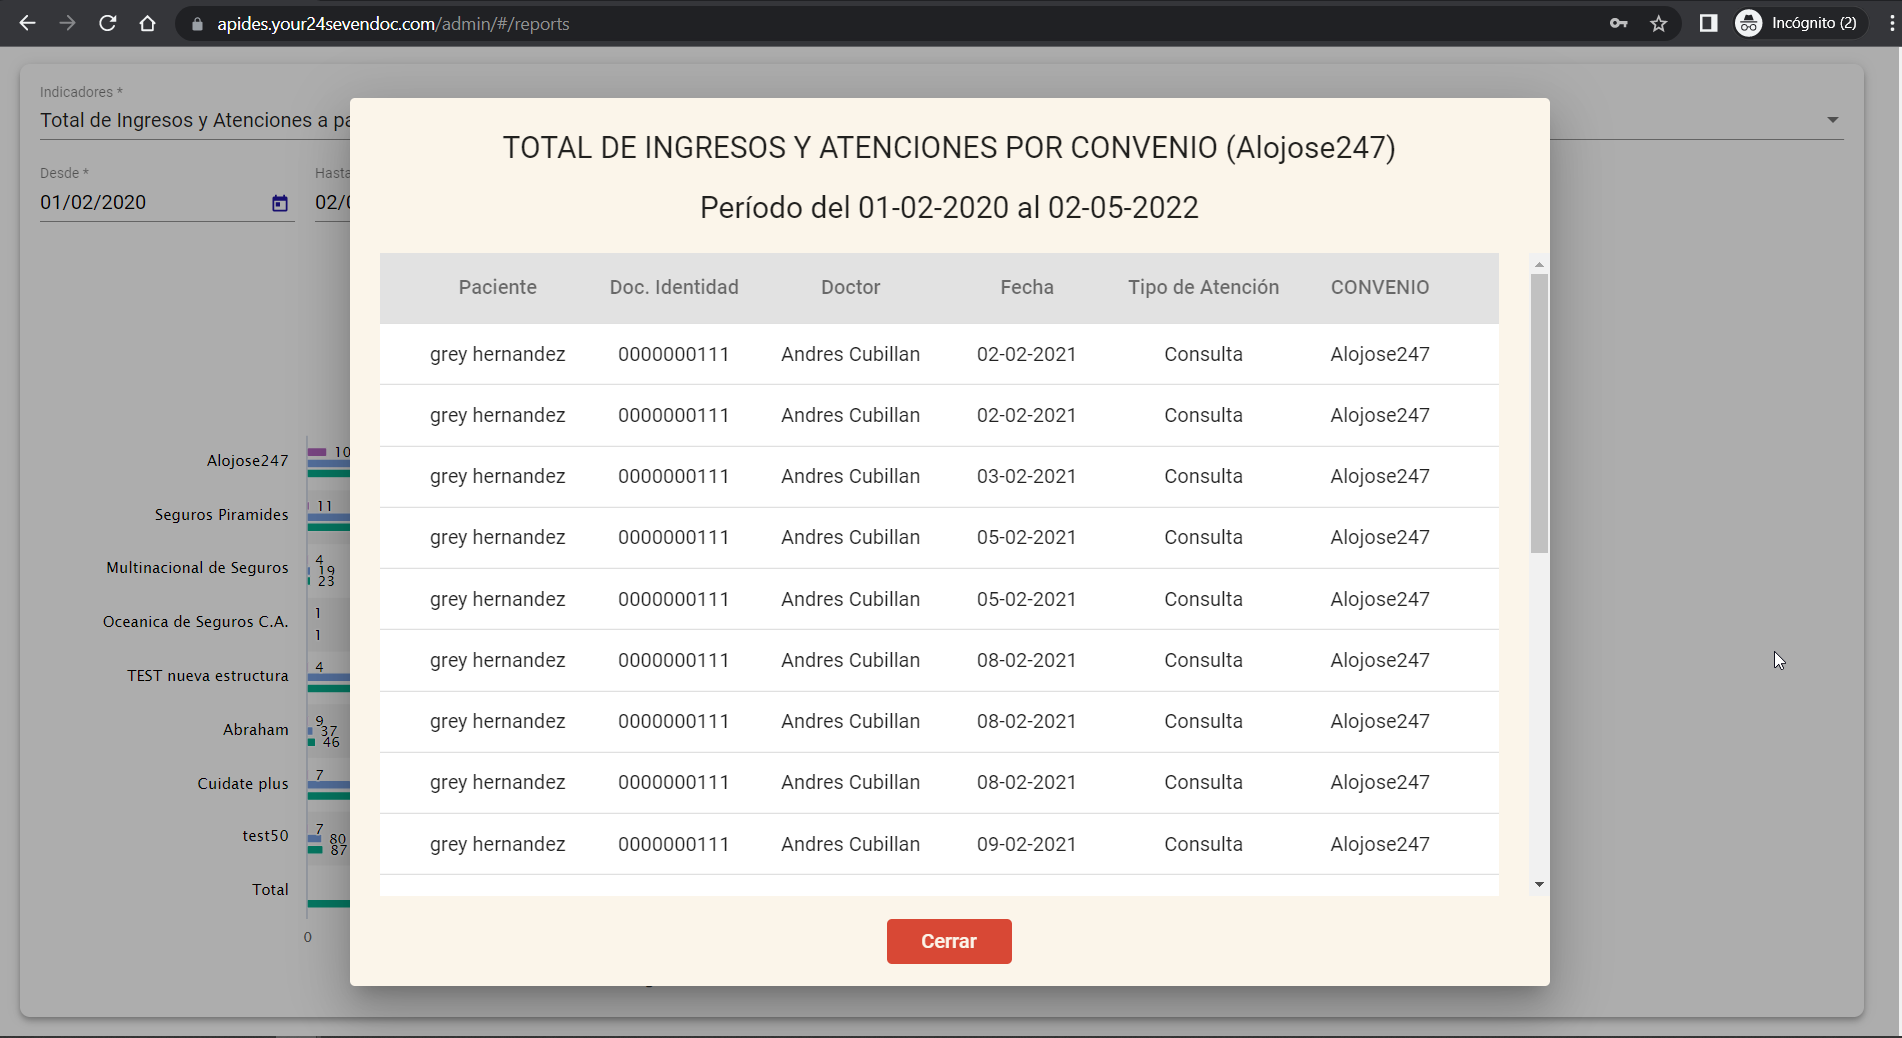 apides.your24sevendoc.com/admin/#/reports
Incógnito (2)
Indicadores *
Total de Ingresos y Atenciones a pa
Desde *
Hasta
01/02/2020
02/0
TOTAL DE INGRESOS Y ATENCIONES POR CONVENIO (Alojose247)
Período del 01-02-2020 al 02-05-2022
Paciente Doc. Identidad Doctor Fecha Tipo de Atención CONVENIO
grey hernandez 0000000111 Andres Cubillan 02-02-2021 Consulta Alojose247
grey hernandez 0000000111 Andres Cubillan 02-02-2021 Consulta Alojose247
grey hernandez 0000000111 Andres Cubillan 03-02-2021 Consulta Alojose247
grey hernandez 0000000111 Andres Cubillan 05-02-2021 Consulta Alojose247
grey hernandez 0000000111 Andres Cubillan 05-02-2021 Consulta Alojose247
grey hernandez 0000000111 Andres Cubillan 08-02-2021 Consulta Alojose247
grey hernandez 0000000111 Andres Cubillan 08-02-2021 Consulta Alojose247
grey hernandez 0000000111 Andres Cubillan 08-02-2021 Consulta Alojose247
grey hernandez 0000000111 Andres Cubillan 09-02-2021 Consulta Alojose247
Cerrar
Alojose247
10
Seguros Piramides
11
Multinacional de Seguros
4
19
23
Oceanica de Seguros C.A.
1
1
TEST nueva estructura
4
Abraham
9
37
46
Cuidate plus
7
test50
7
80
87
Total
0